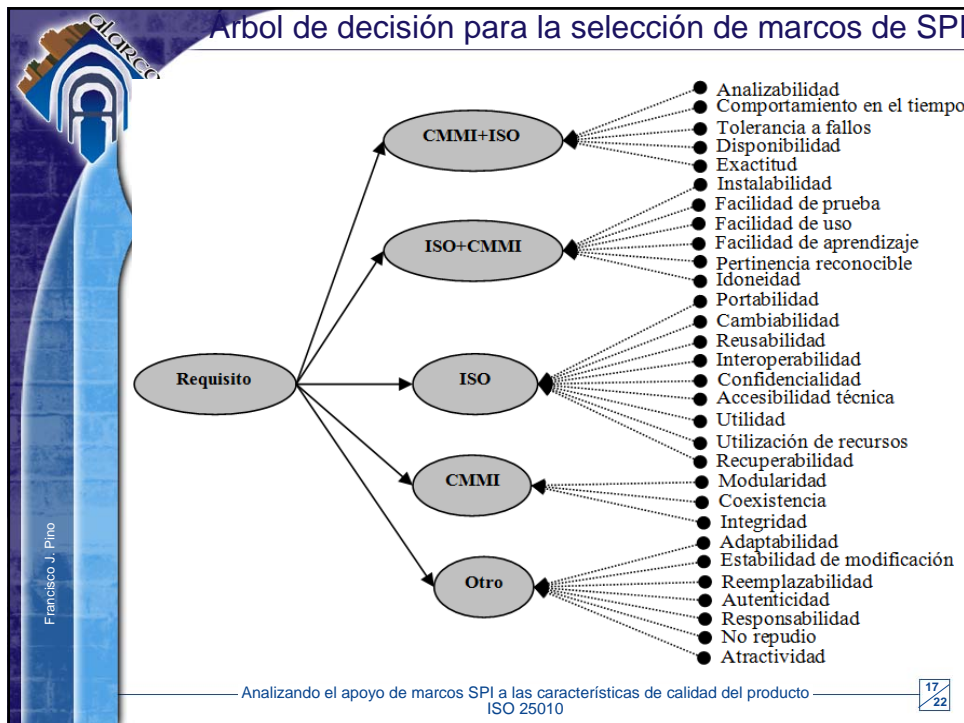 Árbol de decisión para la selección de marcos de SPI
alarco
CMMI+ISO
ISO+CMMI
Requisito
ISO
CMMI
Otro
Analizabilidad
Comportamiento en el tiempo
Tolerancia a fallos
Disponibilidad
Exactitud
Instalabilidad
Facilidad de prueba
Facilidad de uso
Facilidad de aprendizaje
Pertinencia reconocible
Idoneidad
Portabilidad
Cambiabilidad
Reusabilidad
Interoperabilidad
Confidencialidad
Accesibilidad técnica
Utilidad
Utilización de recursos
Recuperabilidad
Modularidad
Coexistencia
Integridad
Adaptabilidad
Estabilidad de modificación
Reemplazabilidad
Autenticidad
Responsabilidad
No repudio
Atractividad
Francisco J. Pino
Analizando el apoyo de marcos SPI a las características de calidad del producto
ISO 25010
17/22